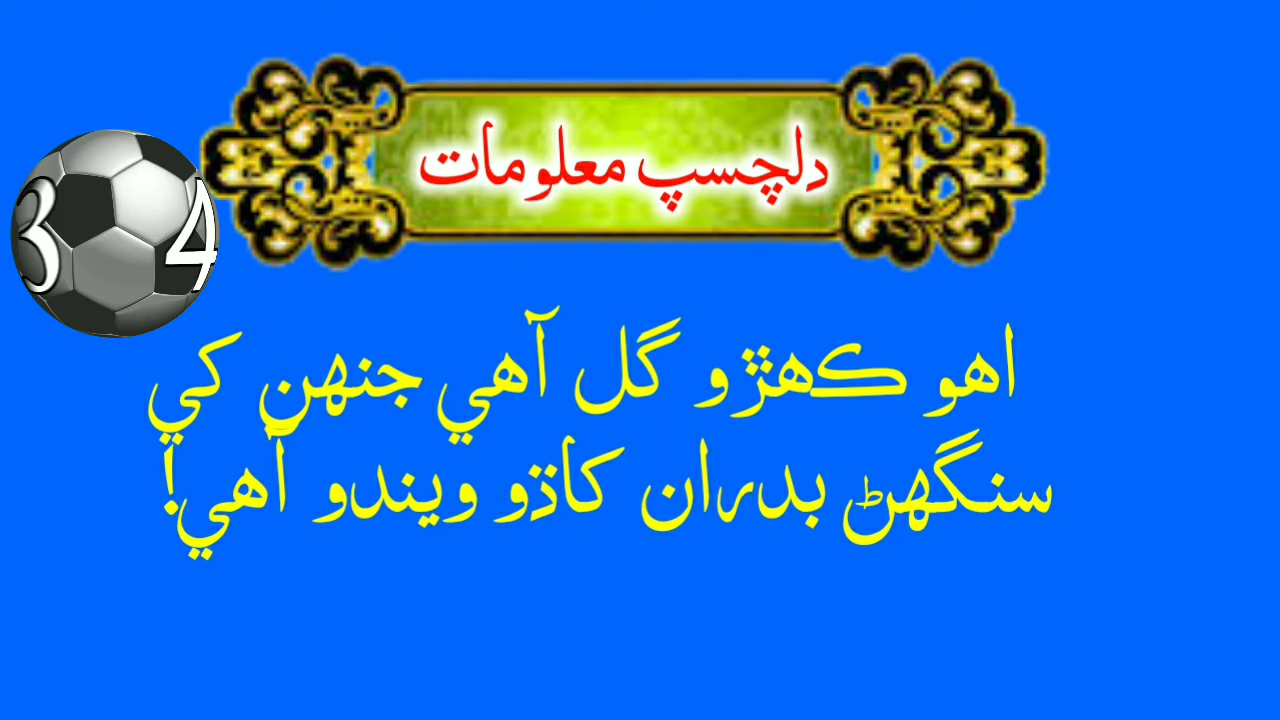 دلچسپ معلومات
3 4
اهو ڪهڙو گل آهي جنهن کي
سنگهڻ بدران کاڌو ويندو آهي!